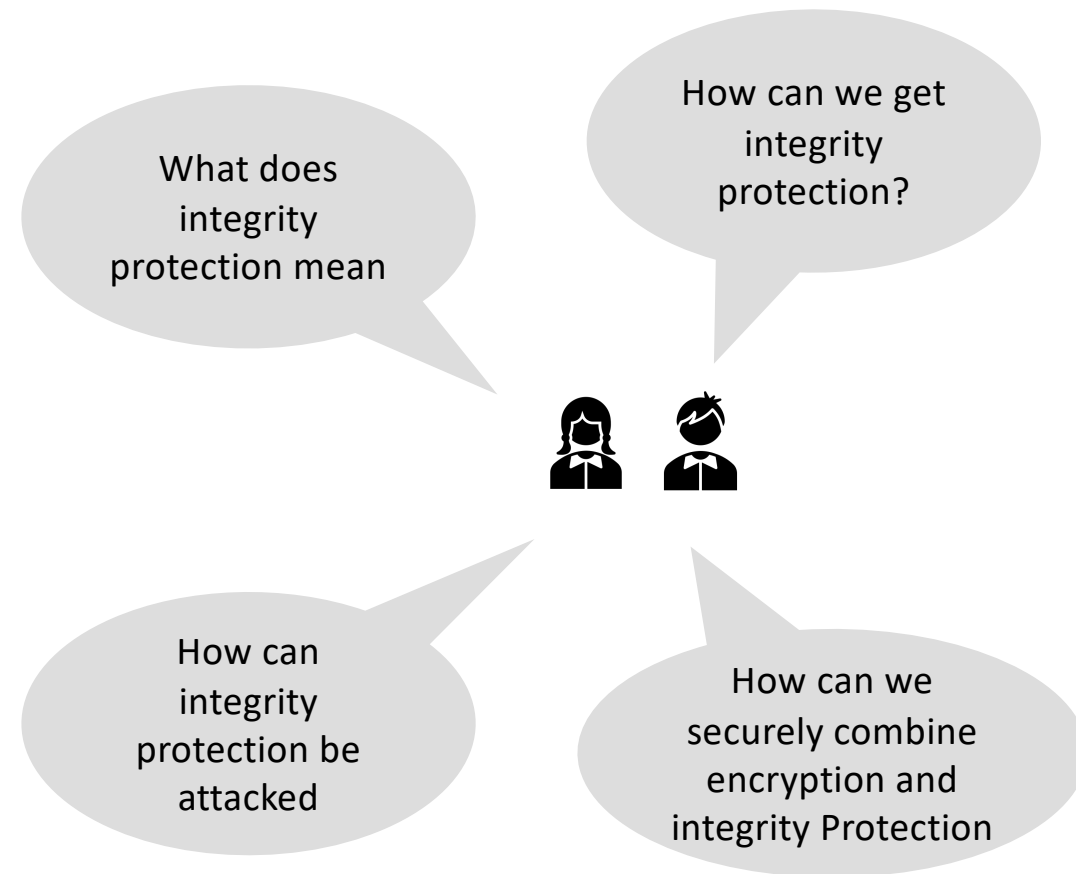 What does
integrity
protection mean
How can we get
integrity
protection?
How can
integrity
protection be
attacked
How can we
securely combine
encryption and
integrity Protection